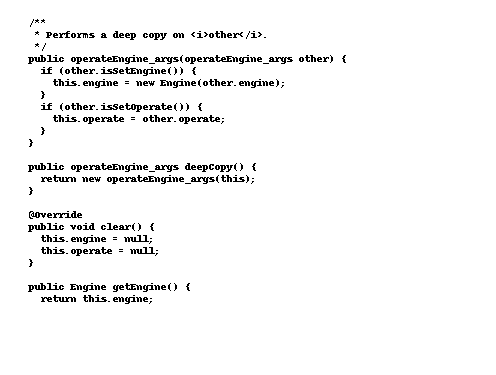 /**
 * Performs a deep copy on <i>other</i>.
 */
public operateEngine_args(operateEngine_args other) {
  if (other.isSetEngine()) {
    this.engine = new Engine(other.engine);
  }
  if (other.isSetOperate()) {
    this.operate = other.operate;
  }
}

public operateEngine_args deepCopy() {
  return new operateEngine_args(this);
}

@Override
public void clear() {
  this.engine = null;
  this.operate = null;
}

public Engine getEngine() {
  return this.engine;